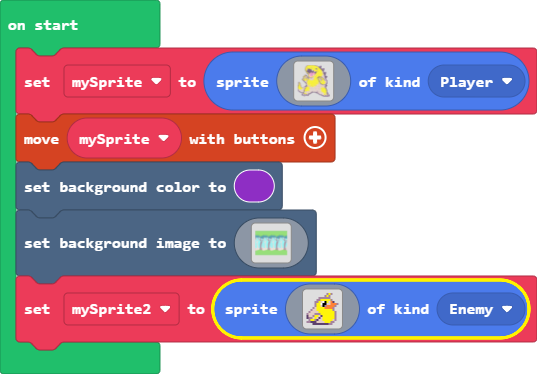 on start
set mySprite to sprite of kind Player
move mySprite with buttons
set background color to
set background image to
set mySprite2 to sprite of kind Enemy